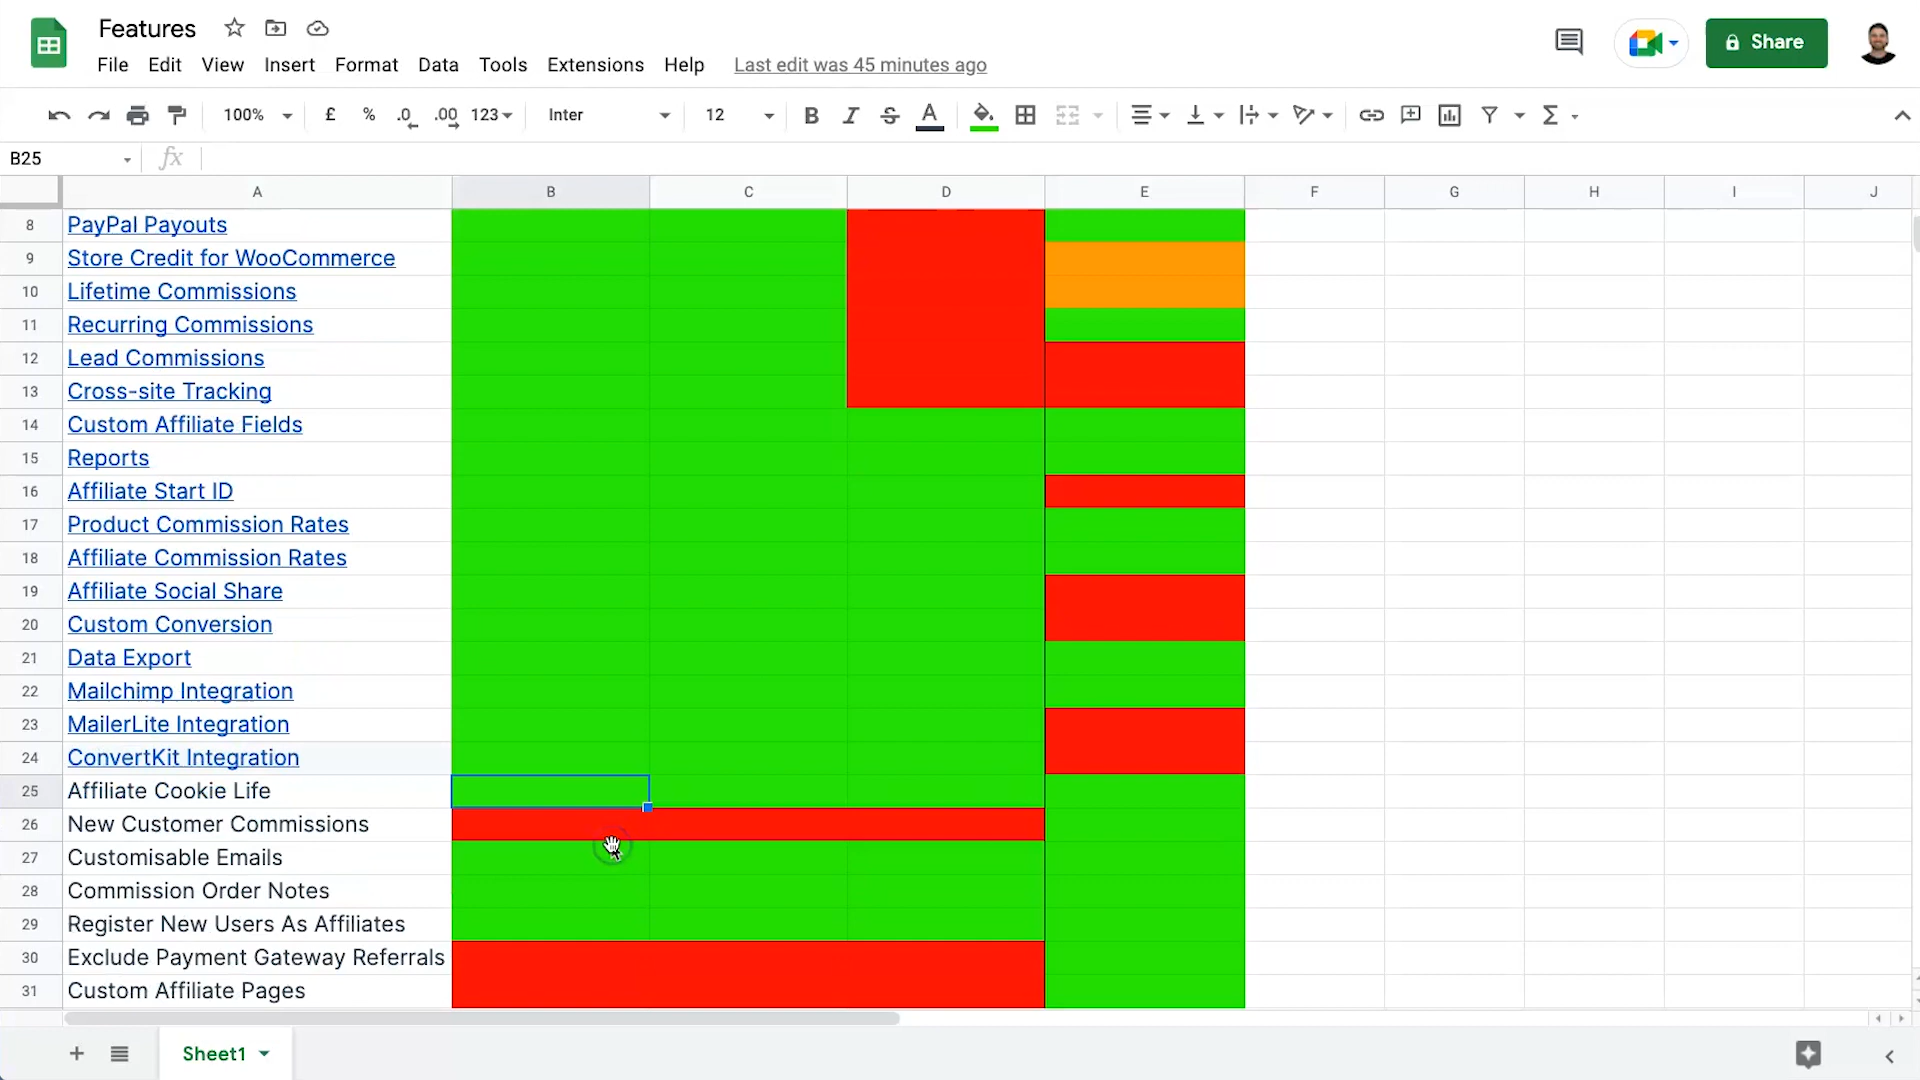 Features
File Edit View Insert Format Data Tools Extensions Help Last edit was 45 minutes ago
Share
100% £ % .0 .00 123 Inter 12 B I S A Σ
B25 fx
A B C D E F G H I J
8 PayPal Payouts
9 Store Credit for WooCommerce
10 Lifetime Commissions
11 Recurring Commissions
12 Lead Commissions
13 Cross-site Tracking
14 Custom Affiliate Fields
15 Reports
16 Affiliate Start ID
17 Product Commission Rates
18 Affiliate Commission Rates
19 Affiliate Social Share
20 Custom Conversion
21 Data Export
22 Mailchimp Integration
23 MailerLite Integration
24 ConvertKit Integration
25 Affiliate Cookie Life
26 New Customer Commissions
27 Customisable Emails
28 Commission Order Notes
29 Register New Users As Affiliates
30 Exclude Payment Gateway Referrals
31 Custom Affiliate Pages
Sheet1